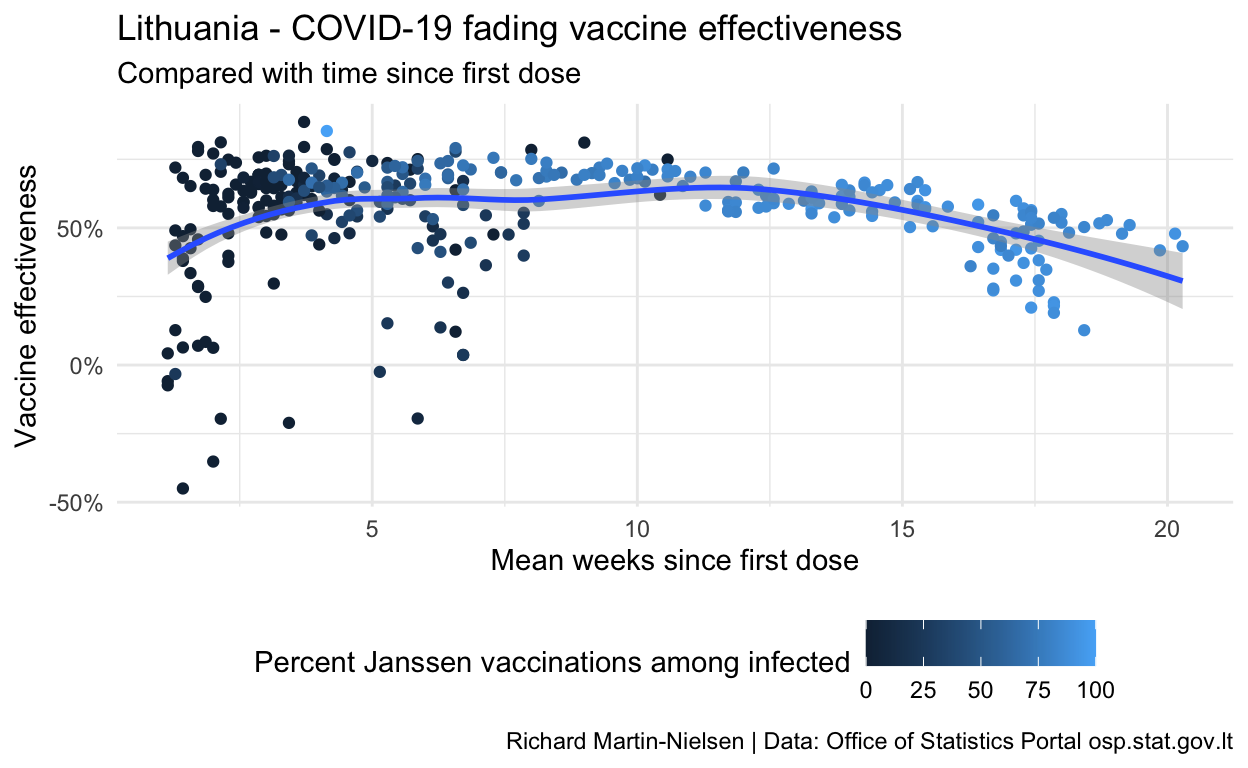 Lithuania - COVID-19 fading vaccine effectiveness
Compared with time since first dose
Vaccine effectiveness
50%
0%
-50%
5 10 15 20
Mean weeks since first dose
Percent Janssen vaccinations among infected
0 25 50 75 100
Richard Martin-Nielsen | Data: Office of Statistics Portal osp.stat.gov.lt